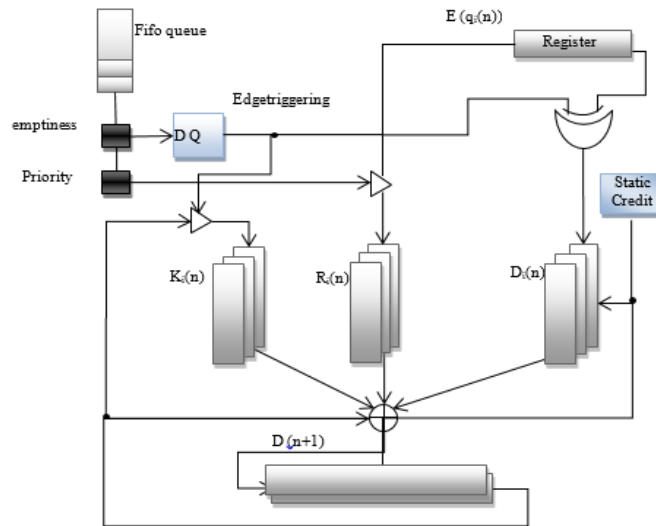 E (qᵢ(n))
Fifo queue
Register
Edgetriggering
emptiness
D Q
Priority
Static
Credit
Kᵢ(n)
Rᵢ(n)
Dᵢ(n)
D (n+1)